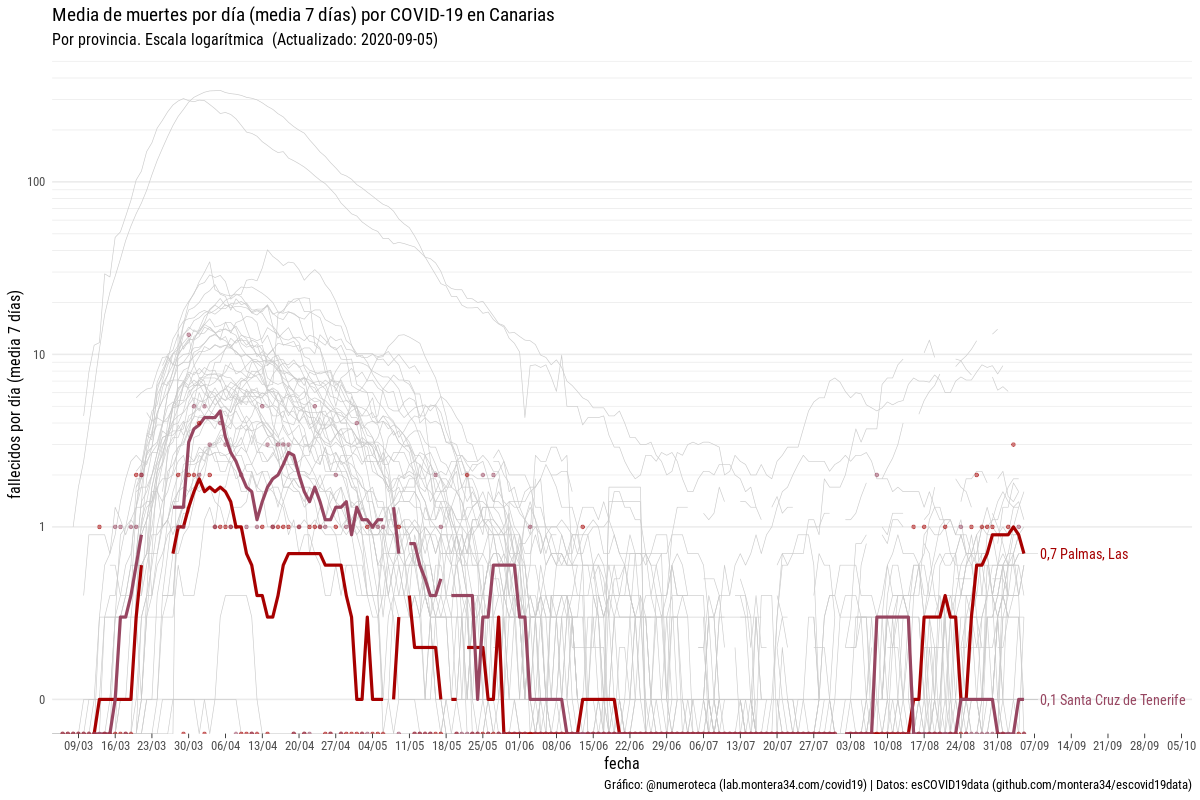 Media de muertes por día (media 7 días) por COVID-19 en Canarias
Por provincia. Escala logarítmica  (Actualizado: 2020-09-05)
fallecidos por día (media 7 días)
100
10
1
0
0,7 Palmas, Las
0,1 Santa Cruz de Tenerife
09/03 16/03 23/03 30/03 06/04 13/04 20/04 27/04 04/05 11/05 18/05 25/05 01/06 08/06 15/06 22/06 29/06 06/07 13/07 20/07 27/07 03/08 10/08 17/08 24/08 31/08 07/09 14/09 21/09 28/09 05/10
fecha
Gráfico: @numeroteca (lab.montera34.com/covid19) | Datos: esCOVID19data (github.com/montera34/escovid19data)